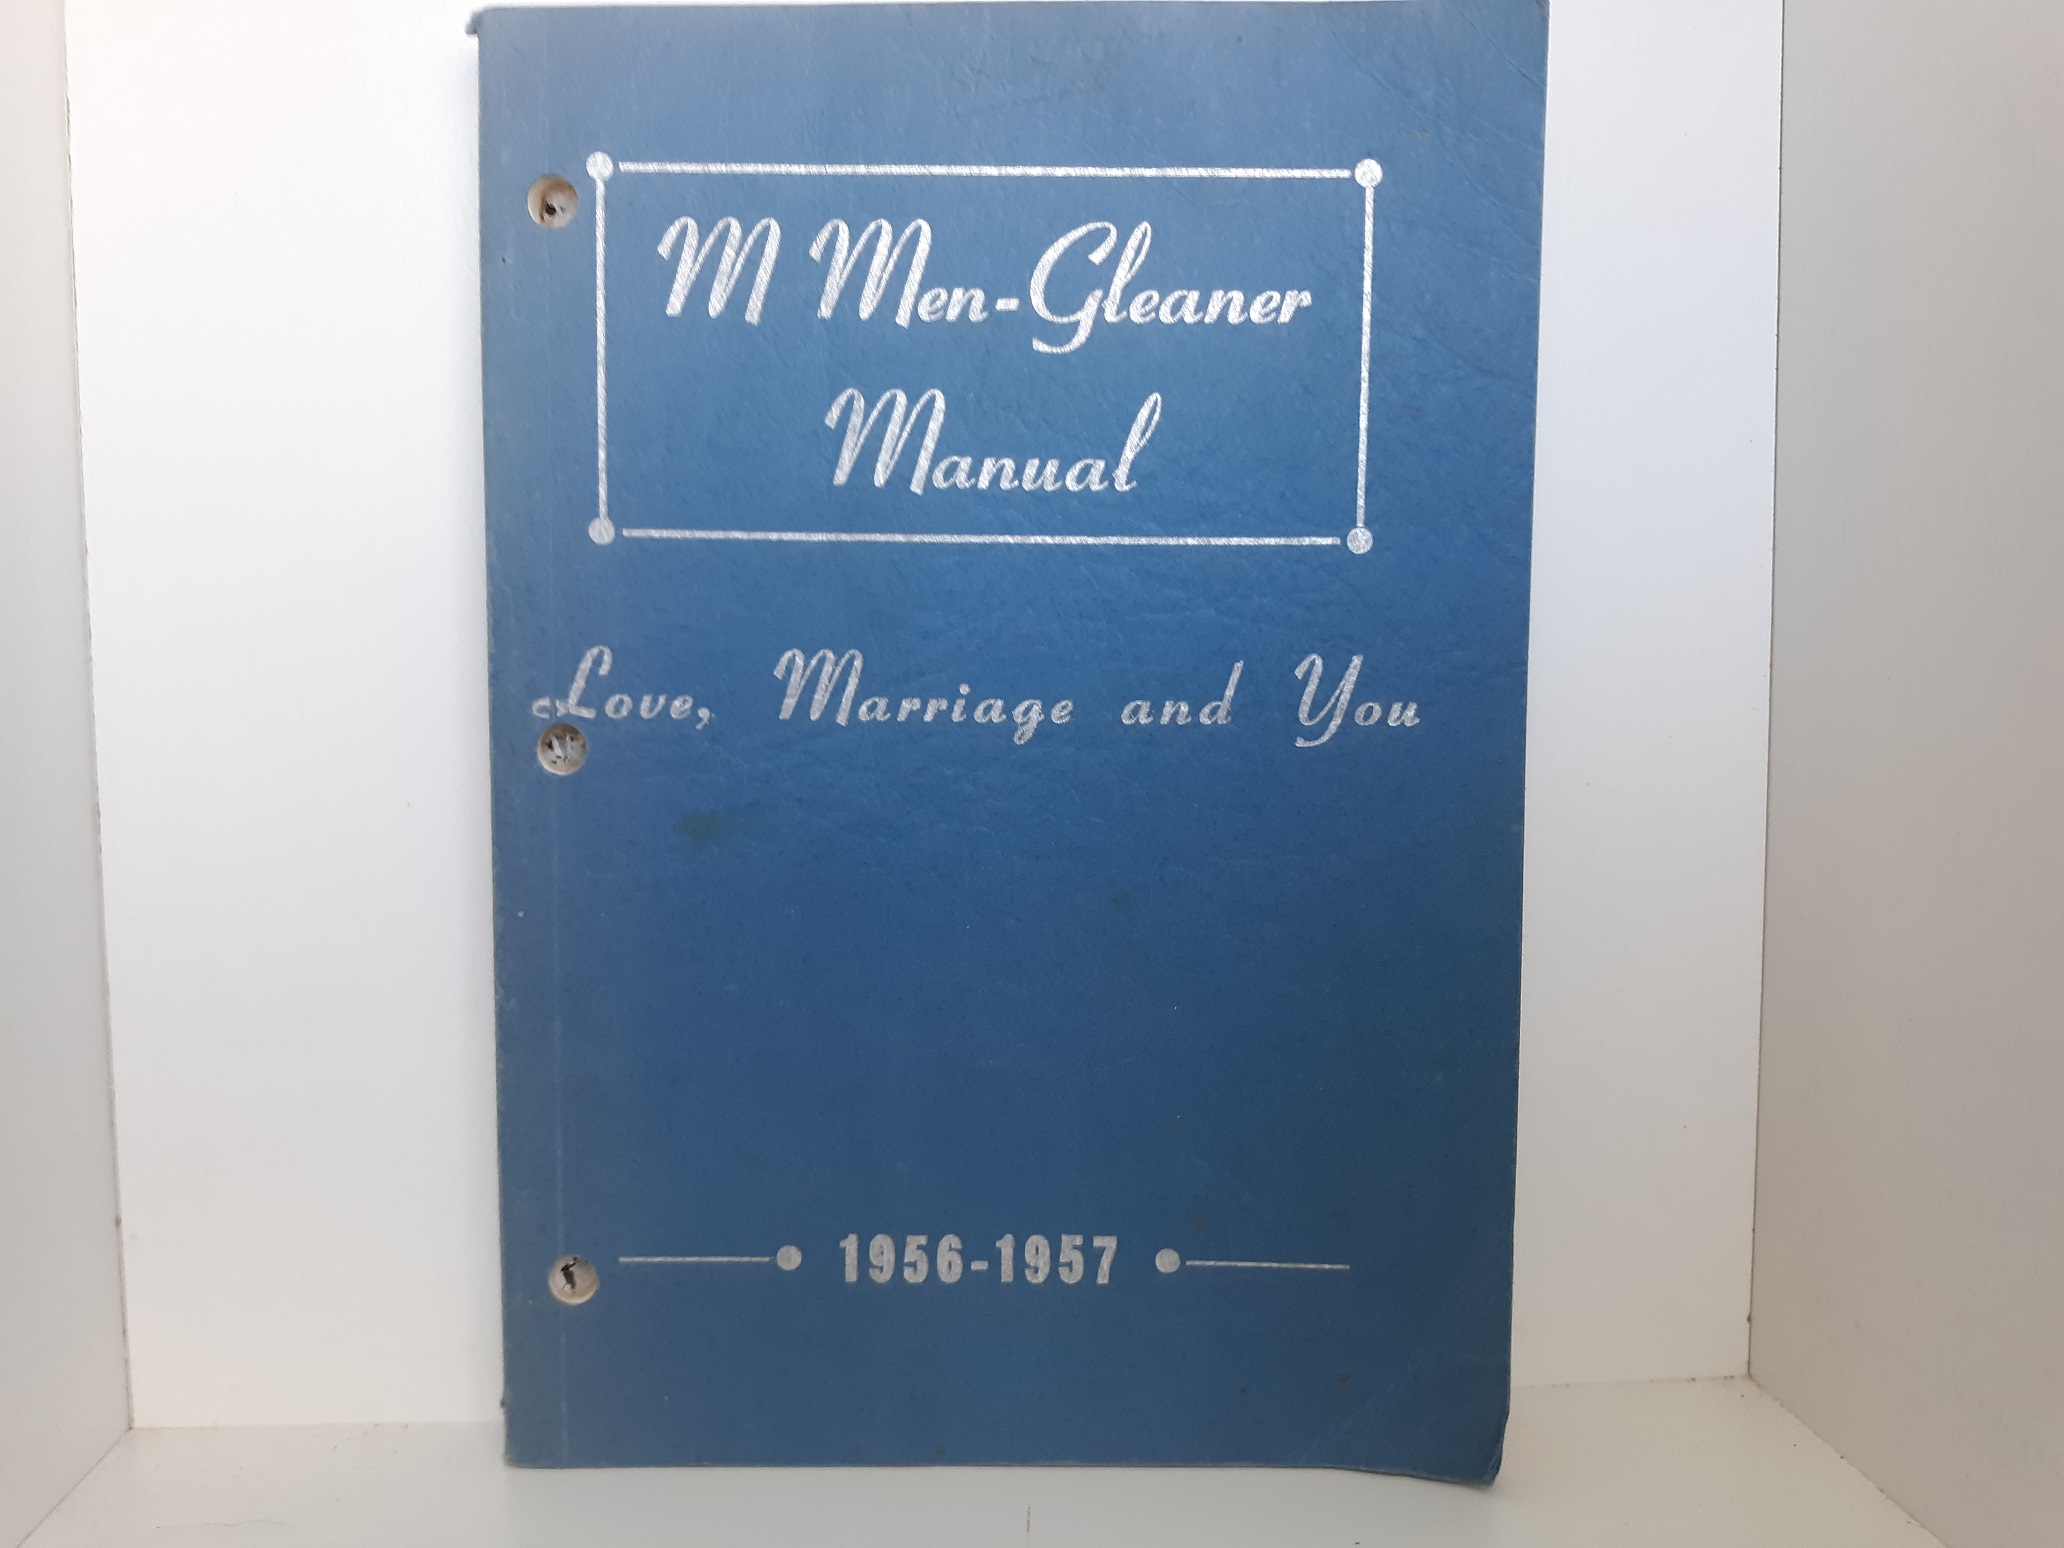 M Men-Gleaner
Manual
Love, Marriage and You
1956-1957